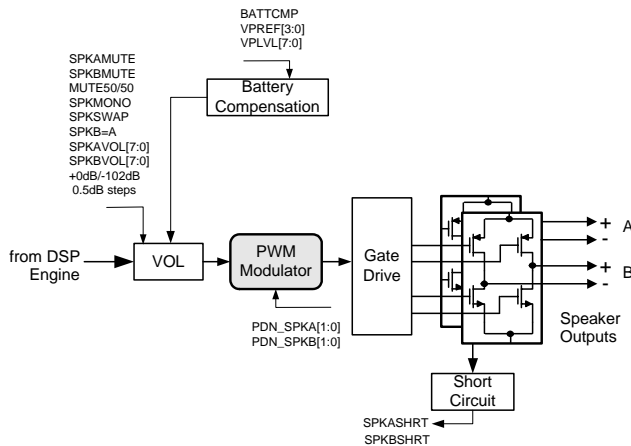 BATTCMP
VPREF[3:0]
VPLVL[7:0]
SPKAMUTE
SPKBMUTE
MUTE50/50
SPKMONO
SPKSWAP
SPKB=A
SPKAVOL[7:0]
SPKBVOL[7:0]
+0dB/-102dB
0.5dB steps
Battery
Compensation
from DSP
Engine
VOL
PWM
Modulator
Gate
Drive
+
-
A
+
-
B
PDN_SPKA[1:0]
PDN_SPKB[1:0]
Speaker
Outputs
Short
Circuit
SPKASHRT
SPKBSHRT